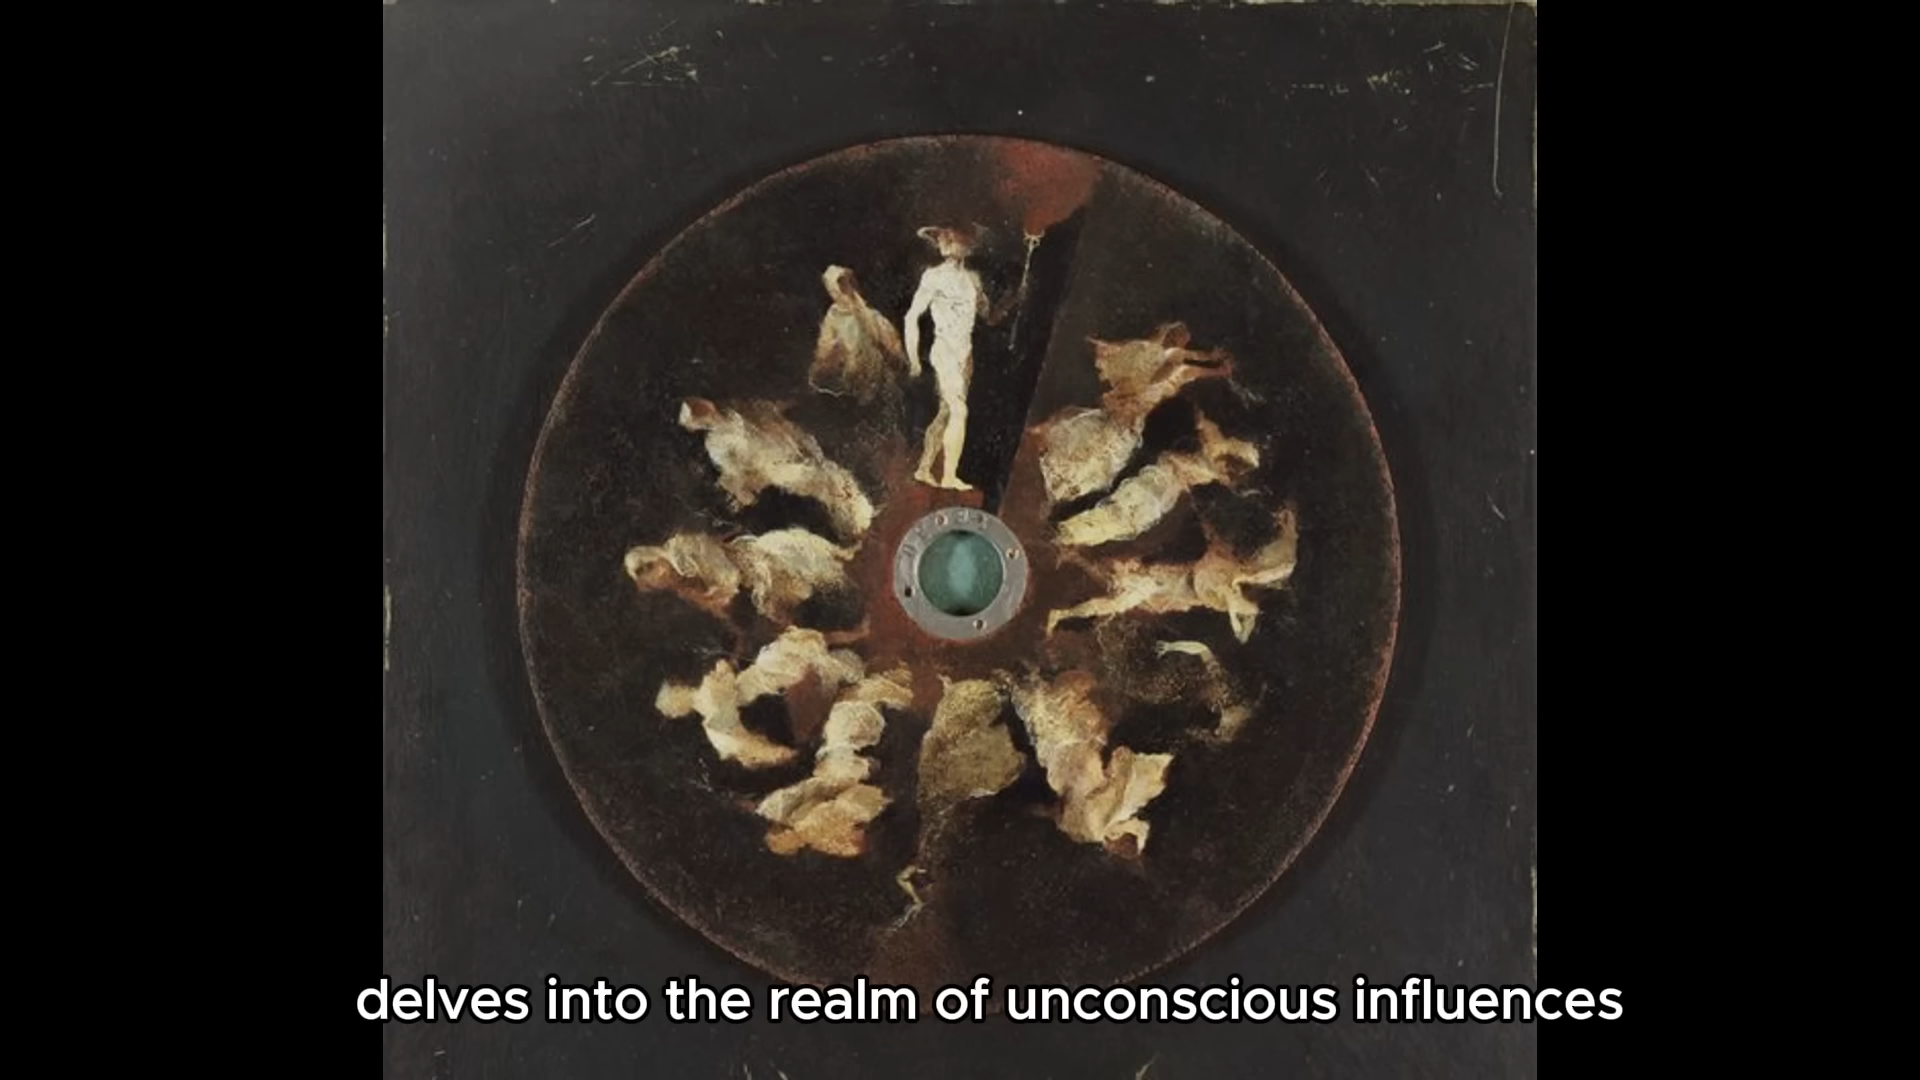 delves into the realm of unconscious influences